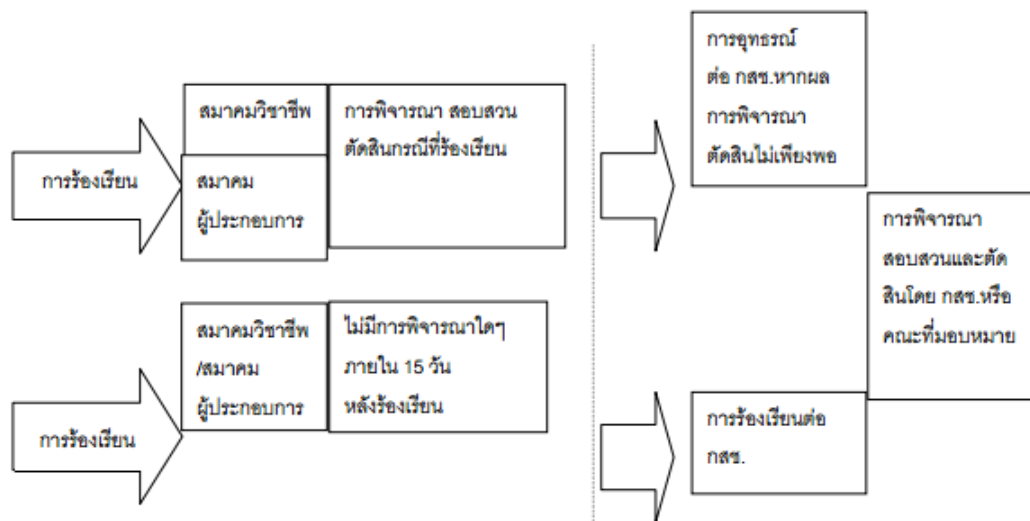 การร้องเรียน
สมาคมวิชาชีพ
สมาคม
ผู้ประกอบการ
การพิจารณา สอบสวน
ตัดสินกรณีที่ร้องเรียน
การอุทธรณ์
ต่อ กสช.หากผล
การพิจารณา
ตัดสินไม่เพียงพอ
การพิจารณา
สอบสวนและตัด
สินโดย กสช.หรือ
คณะที่มอบหมาย
การร้องเรียน
สมาคมวิชาชีพ
/สมาคม
ผู้ประกอบการ
ไม่มีการพิจารณาใดๆ
ภายใน 15 วัน
หลังร้องเรียน
การร้องเรียนต่อ
กสช.